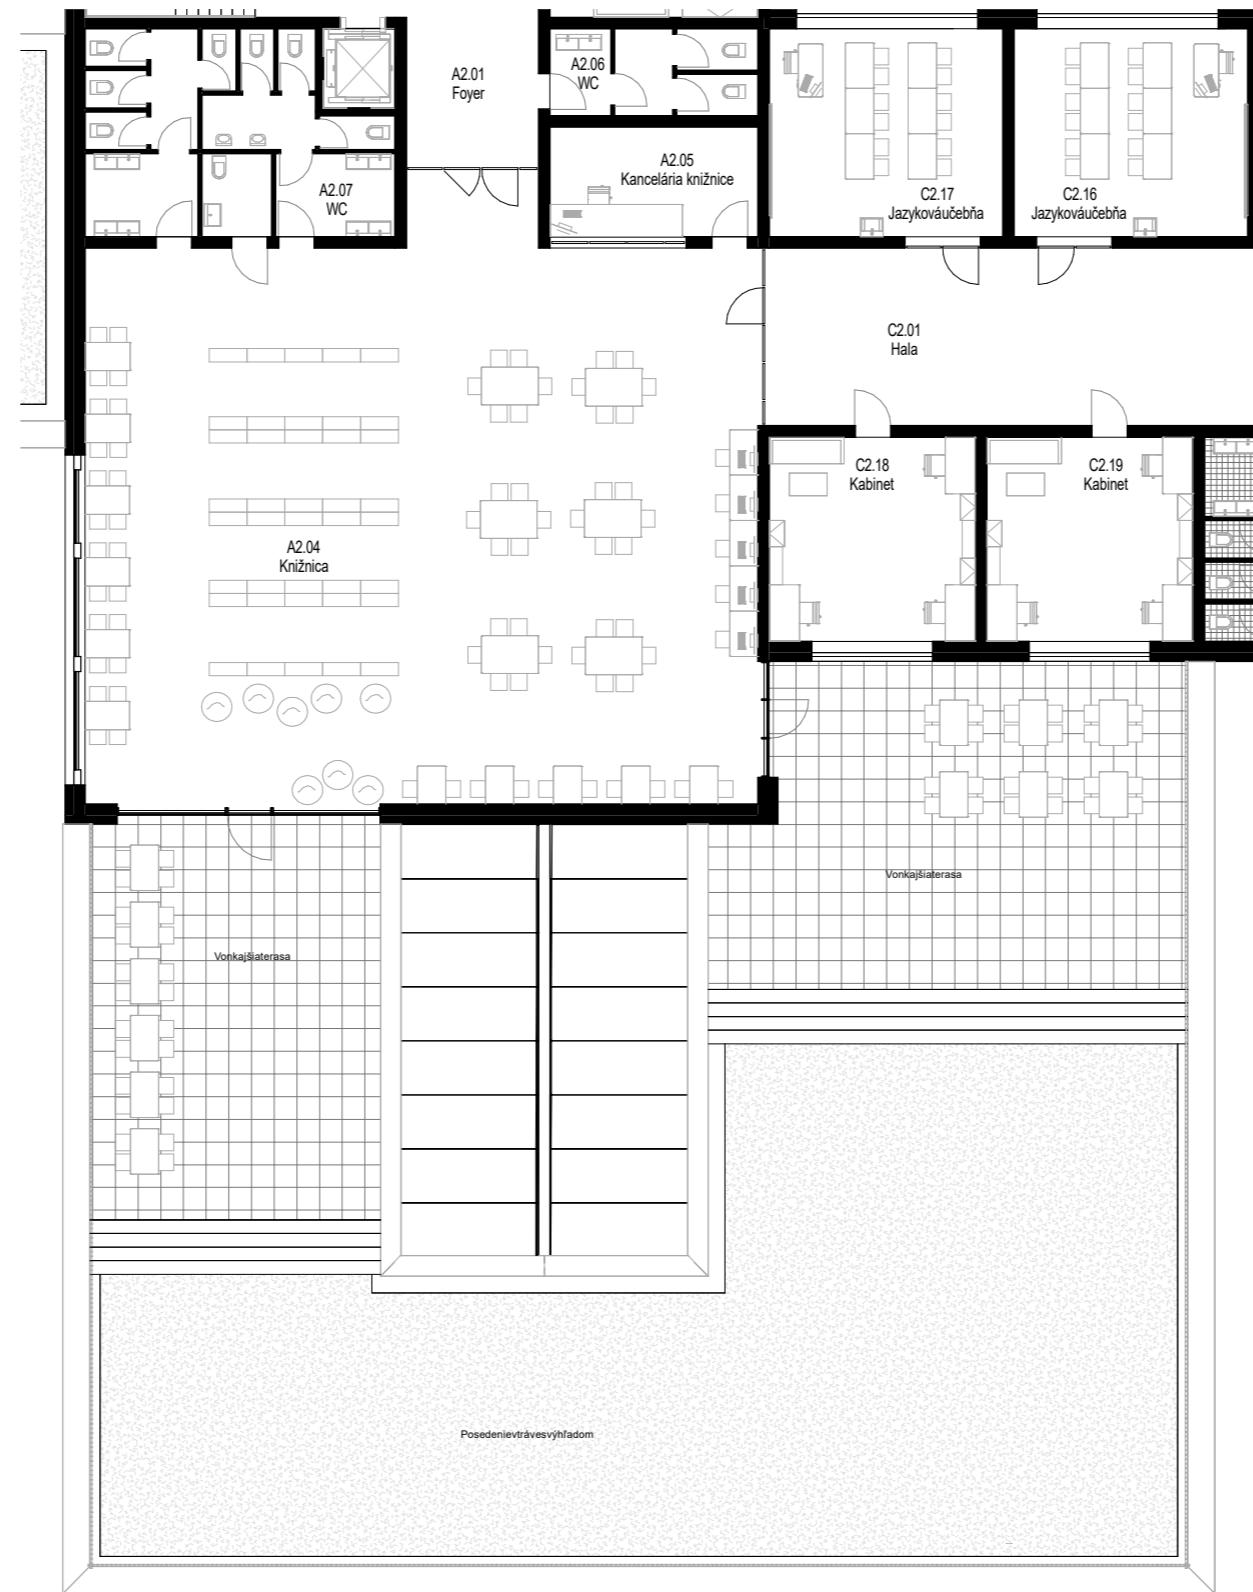 A2.01
Foyer
A2.06
WC
A2.05
Kancelária knižnice
A2.07
WC
C2.17
Jazykováučebňa
C2.16
Jazykováučebňa
C2.01
Hala
C2.18
Kabinet
C2.19
Kabinet
A2.04
Knižnica
Vonkajšiaterasa
Vonkajšiaterasa
Posedenievtrávesvýhľadom